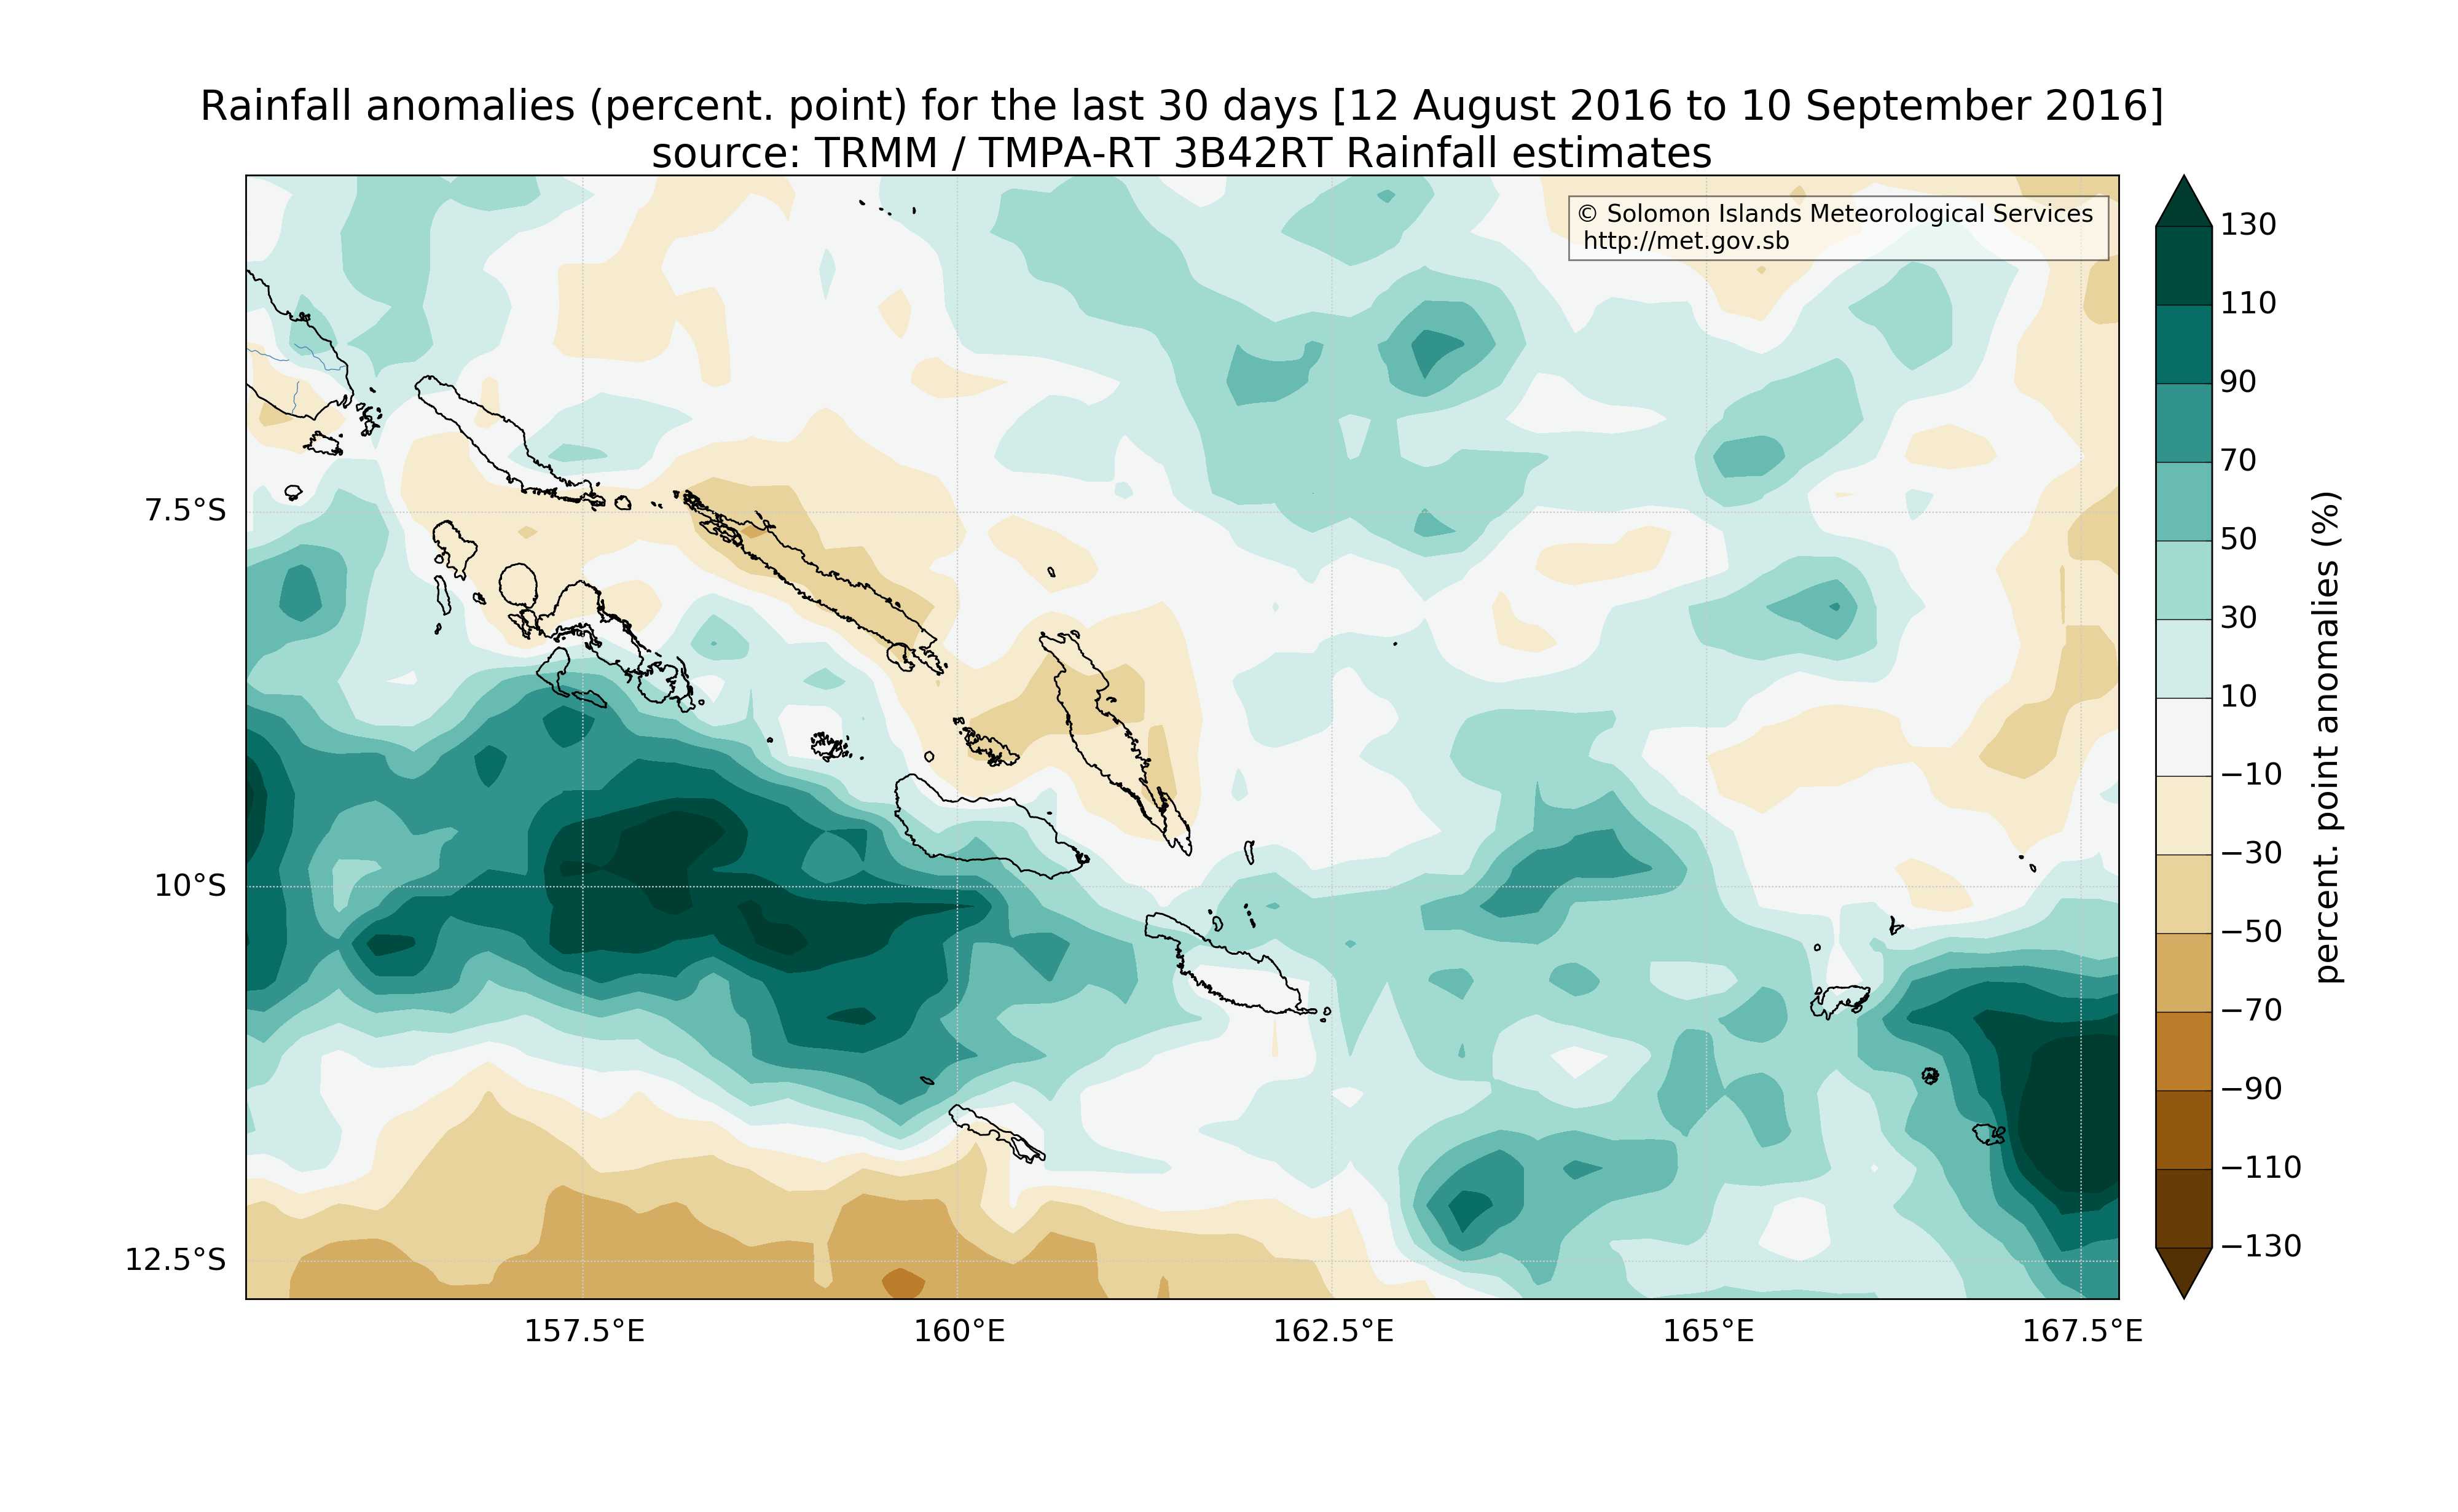 Rainfall anomalies (percent. point) for the last 30 days [12 August 2016 to 10 September 2016]
source: TRMM / TMPA-RT 3B42RT Rainfall estimates
© Solomon Islands Meteorological Services
http://met.gov.sb
7.5°S
10°S
12.5°S
157.5°E
160°E
162.5°E
165°E
167.5°E
130
110
90
70
50
30
10
−10
−30
−50
−70
−90
−110
−130
percent. point anomalies (%)